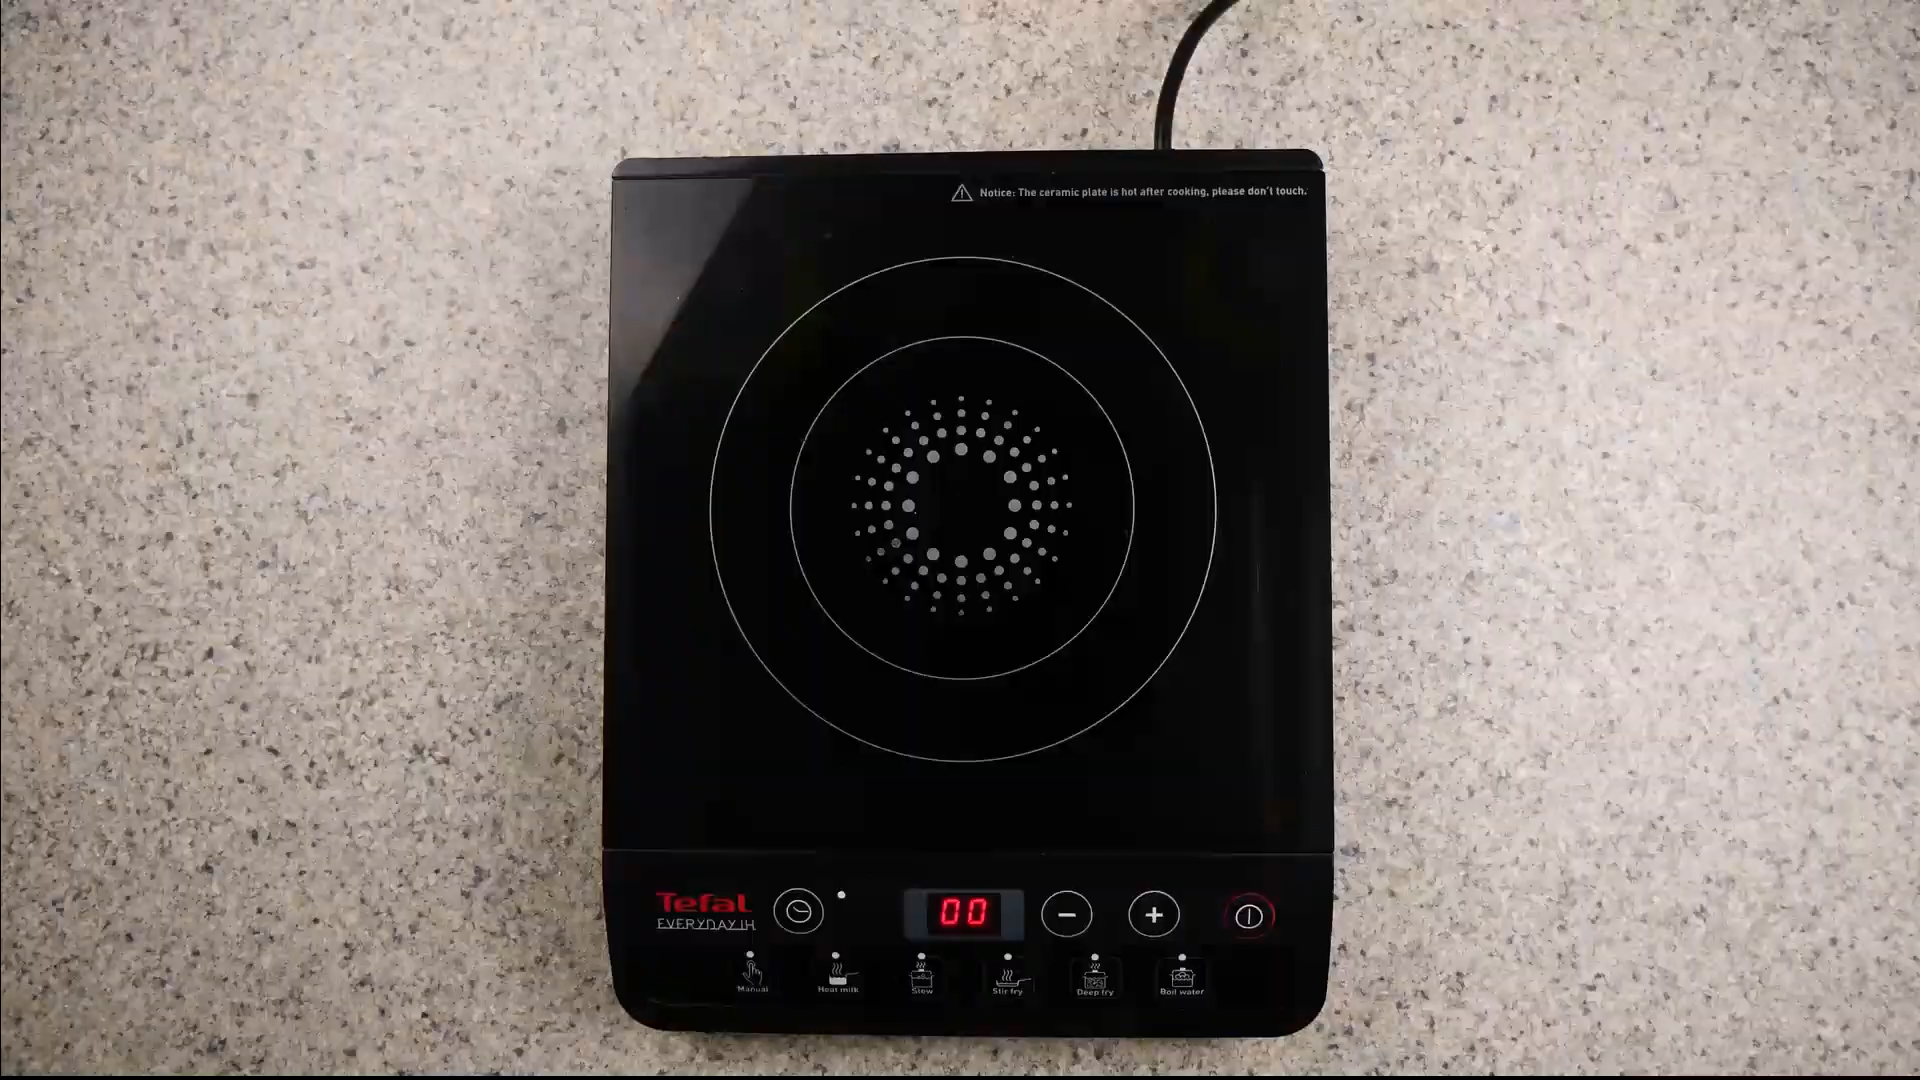 Notice: The ceramic plate is hot after cooking, please don't touch.
Tefal
EVERYDAY IH
00
Manual
Heat milk
Stew
Stir fry
Deep fry
Boil water